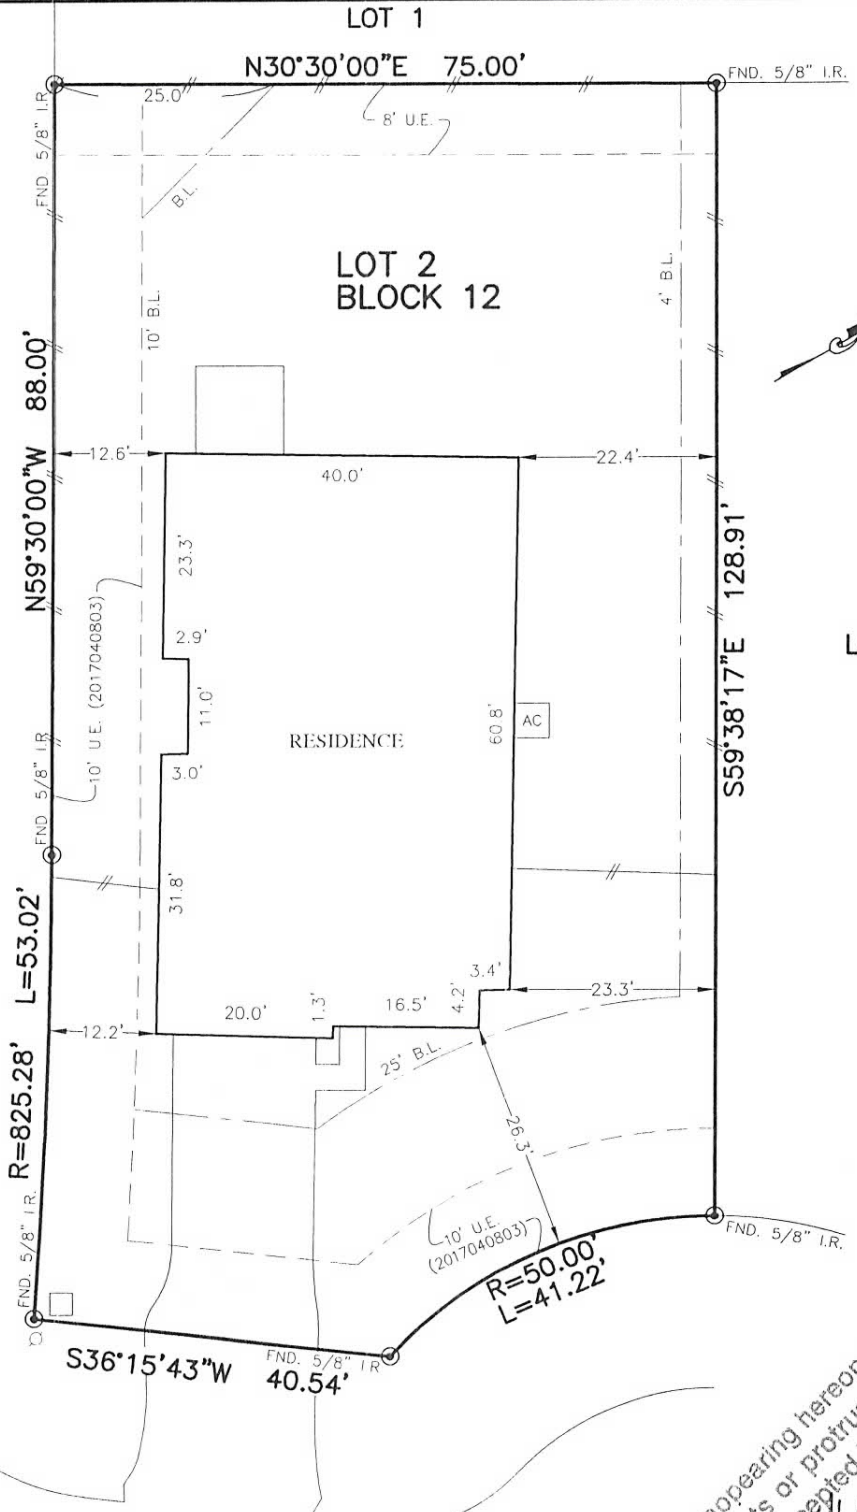 LOT 1
N30°30'00"E 75.00'
FND. 5/8" I.R.
25.0'
8' U.E.
FND 5/8" I.R.
B.L.
LOT 2
BLOCK 12
10' B.L.
4' B.L.
N59°30'00"W 88.00'
12.6'
40.0'
22.4'
23.3'
S59°38'17"E 128.91'
10' U.E. (2017040803)
2.9'
11.0'
60.8'
AC
RESIDENCE
3.0'
FND 5/8" I.R.
31.8'
R=825.28' L=53.02'
3.4'
4.2'
23.3'
20.0'
1.3'
16.5'
12.2'
25' B.L.
26.3'
10' U.E.
(2017040803)
FND. 5/8" I.R.
FND. 5/8" I.R.
R=50.00'
L=41.22'
S36°15'43"W 40.54'
FND. 5/8" I R
appearing hereon
or protru